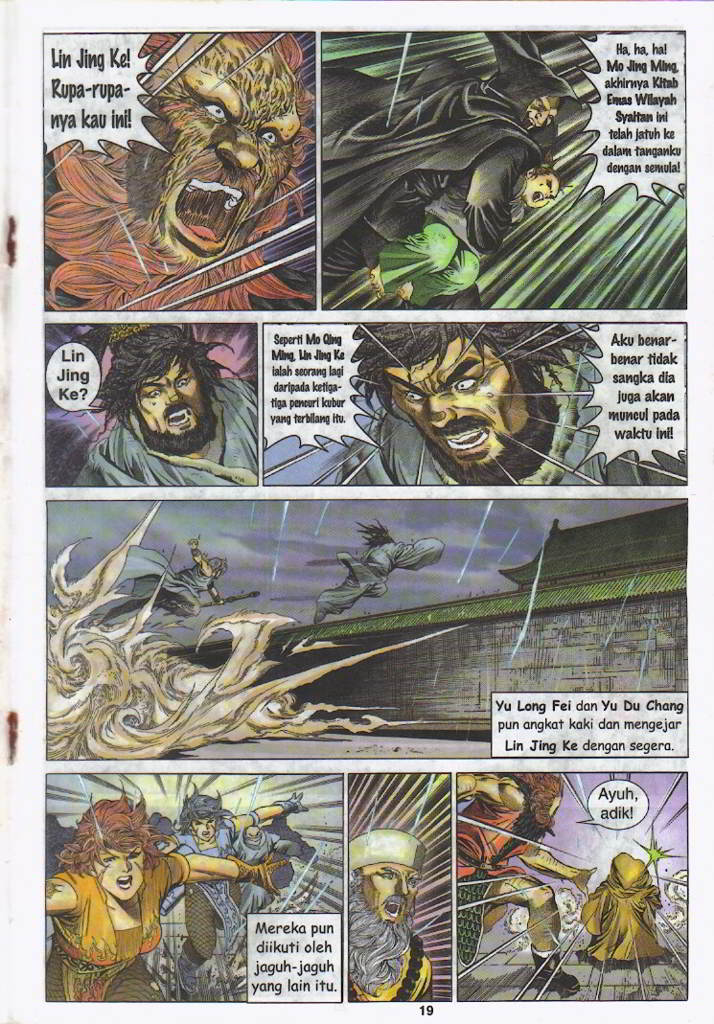 Lin Jing Ke!
Rupa-rupa-
nya kau ini!
Ha, ha, ha!
Mo Jing Ming,
akhirnya Kitab
Emas Wilayah
Syaitan ini
telah jatuh ke
dalam tanganku
dengan semula!
Lin
Jing
Ke?
Seperti Mo Qing
Ming, Lin Jing Ke
ialah seorang lagi
daripada ketiga-
tiga pencuri kubur
yang terbilang itu.
Aku benar-
benar tidak
sangka dia
juga akan
muncul pada
waktu ini!
Yu Long Fei dan Yu Du Chang
pun angkat kaki dan mengejar
Lin Jing Ke dengan segera.
Mereka pun
diikuti oleh
jaguh-jaguh
yang lain itu.
Ayuh,
adik!
19